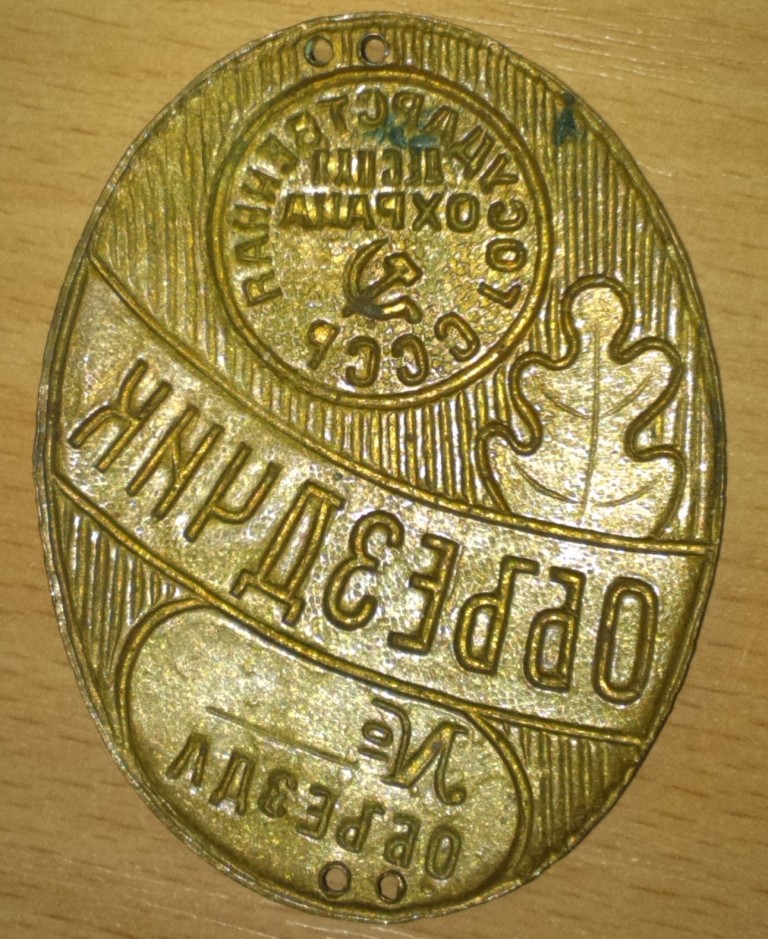 ГОСУДАРСТВЕННАЯ
ЛЕСНАЯ
ОХРАНА
СССР
ОБЪЕЗДЧИК
№
ОБЪЕЗДА